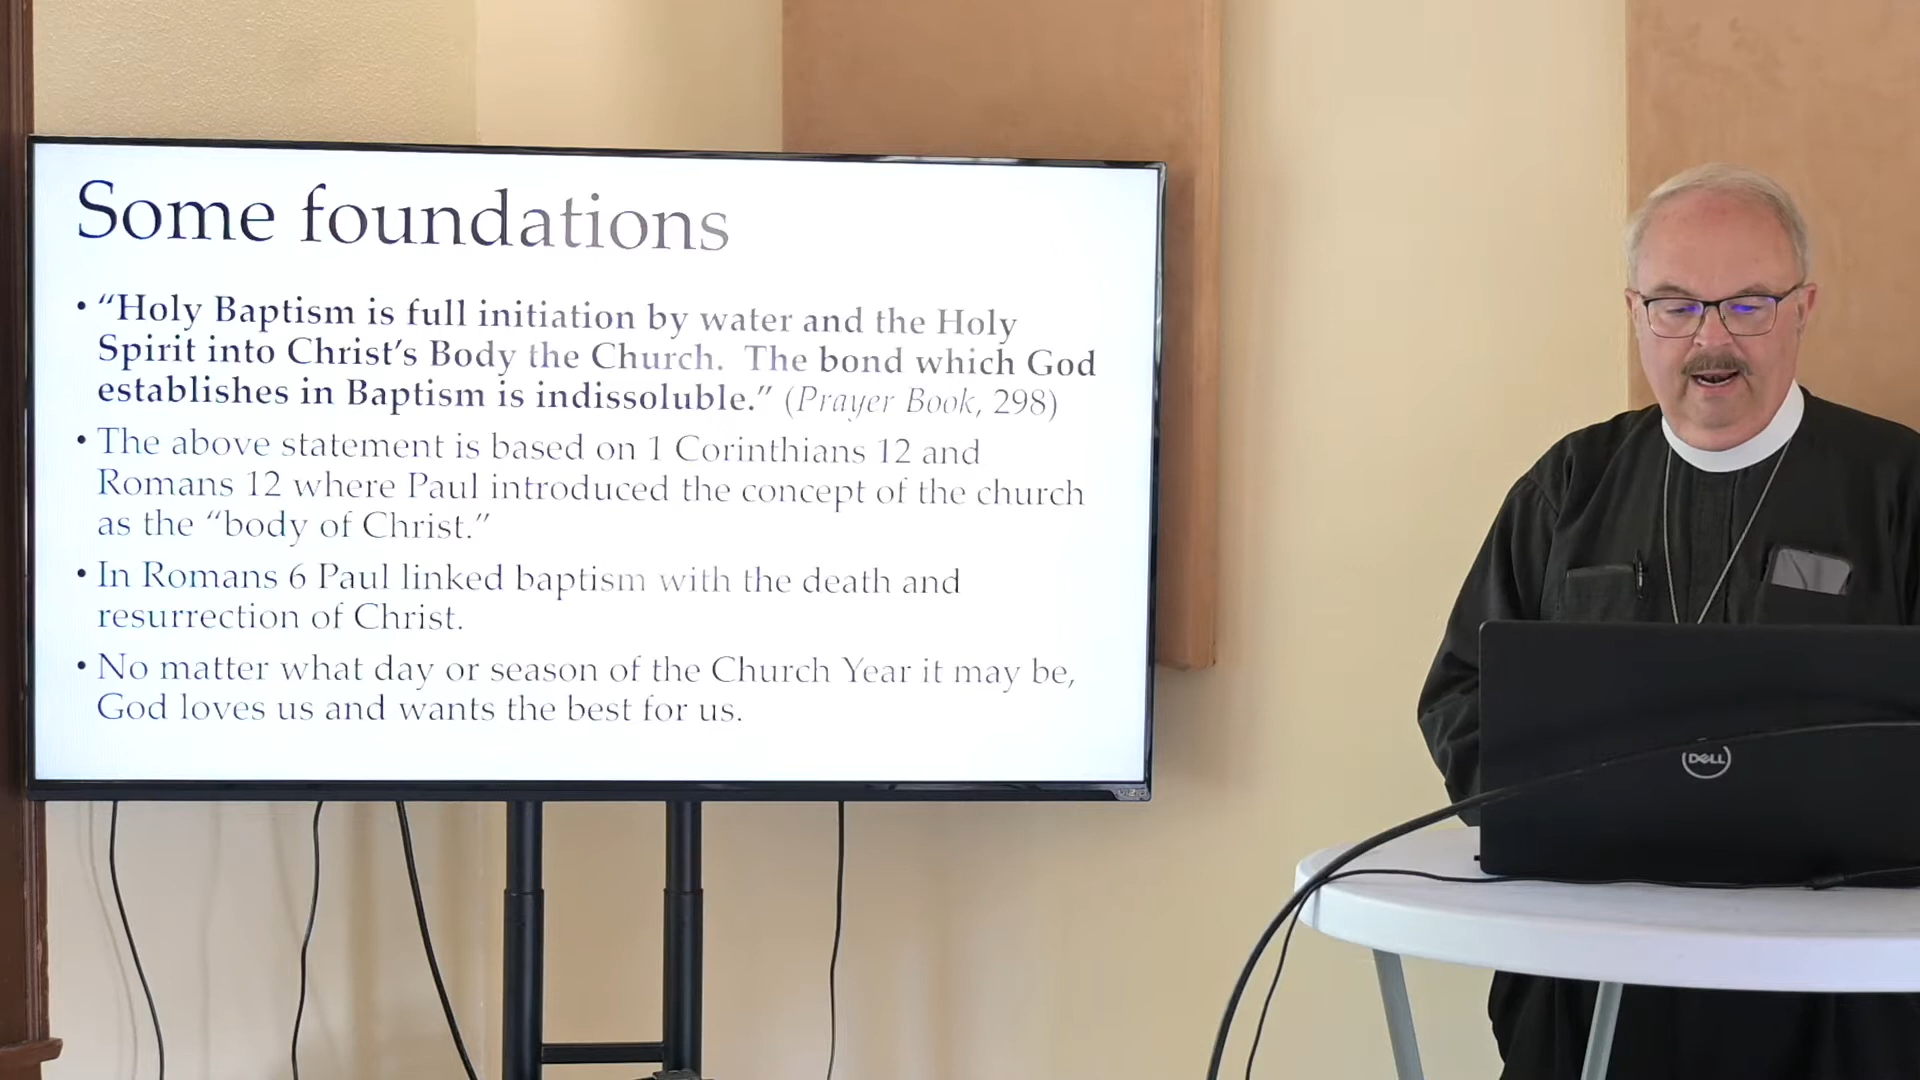 Some foundations
• “Holy Baptism is full initiation by water and the Holy
Spirit into Christ’s Body the Church.  The bond which God
establishes in Baptism is indissoluble.” (Prayer Book, 298)
• The above statement is based on 1 Corinthians 12 and
Romans 12 where Paul introduced the concept of the church
as the “body of Christ.”
• In Romans 6 Paul linked baptism with the death and
resurrection of Christ.
• No matter what day or season of the Church Year it may be,
God loves us and wants the best for us.
DELL